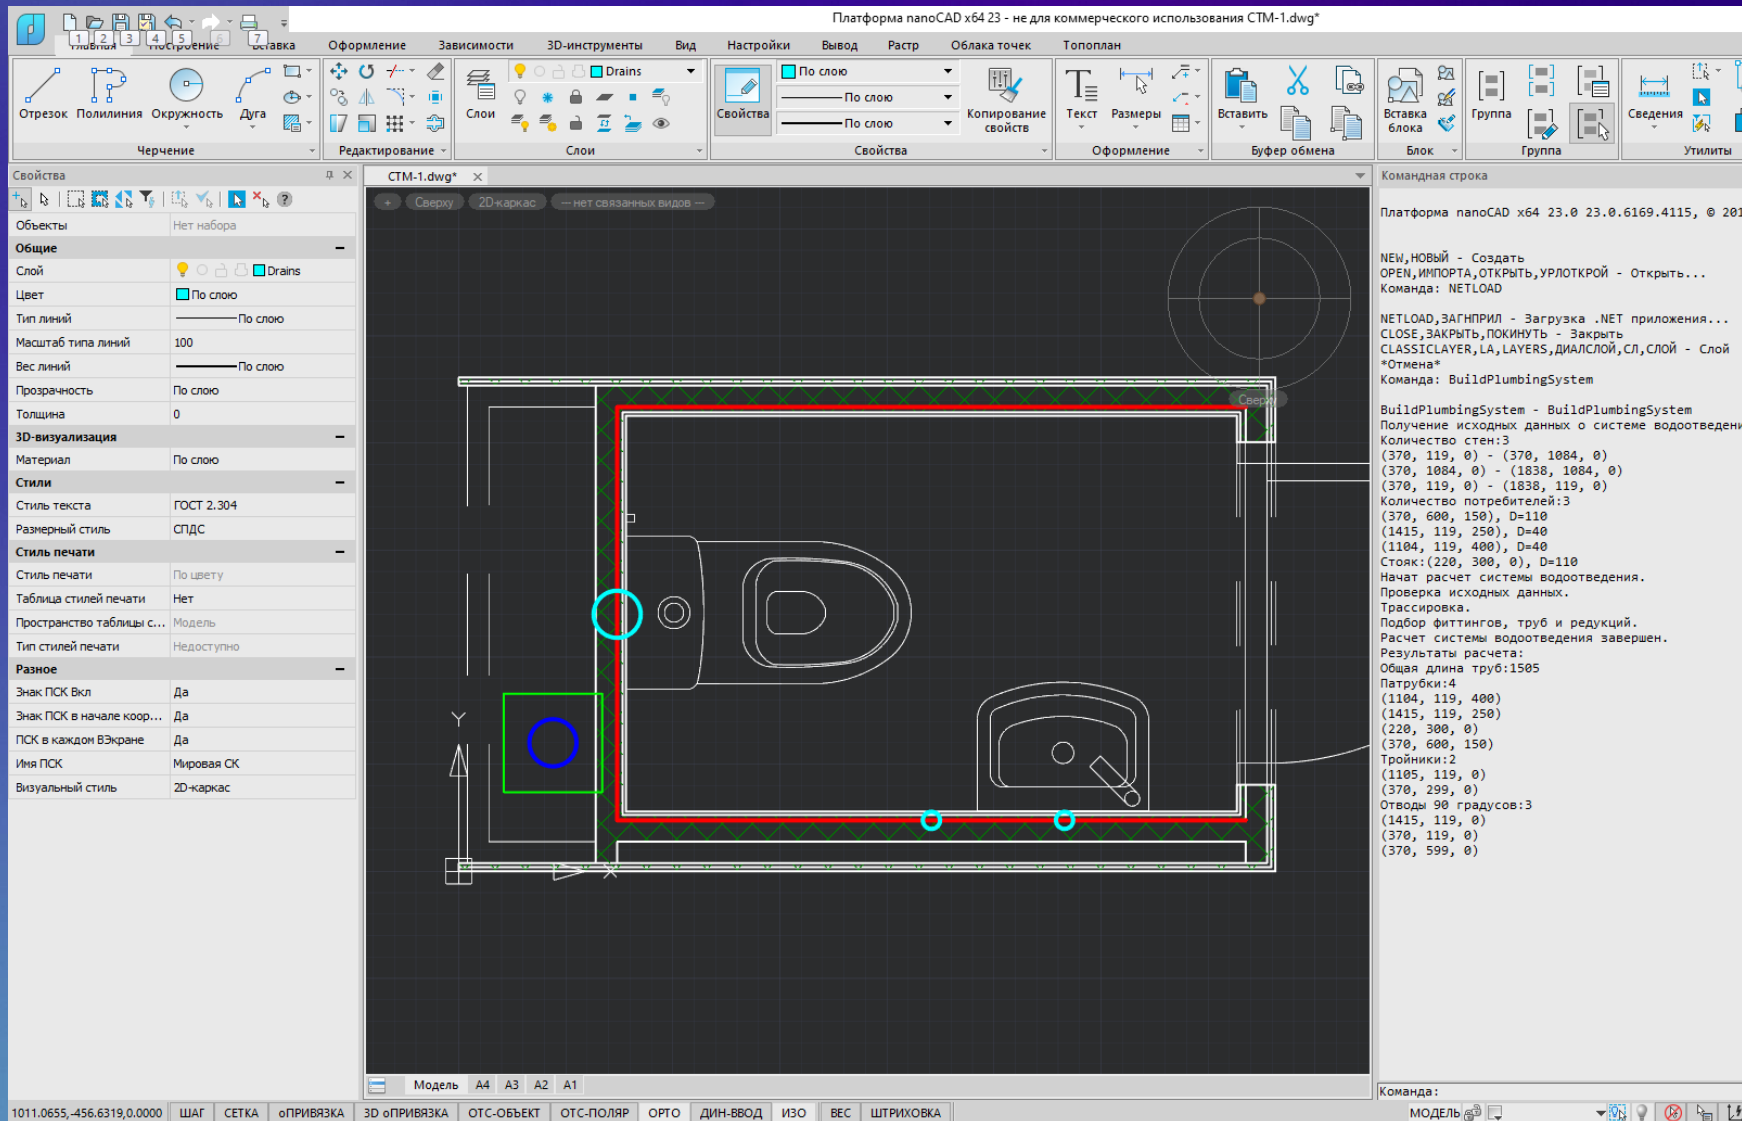 Платформа nanoCAD x64 23 - не для коммерческого использования СТМ-1.dwg*
1 2 3 4 5 6 7
Главная Построение Вставка Оформление Зависимости 3D-инструменты Вид Настройки Вывод Растр Облака точек Топоплан
Drains
По слою
По слою
По слою
Отрезок Полилиния Окружность Дуга Слои Свойства Копирование свойств Текст Размеры Вставить Вставка блока Группа Сведения
Черчение Редактирование Слои Свойства Оформление Буфер обмена Блок Группа Утилиты
Свойства
Объекты Нет набора
Общие
Слой Drains
Цвет По слою
Тип линий По слою
Масштаб типа линий 100
Вес линий По слою
Прозрачность По слою
Толщина 0
3D-визуализация
Материал По слою
Стили
Стиль текста ГОСТ 2.304
Размерный стиль СПДС
Стиль печати
Стиль печати По цвету
Таблица стилей печати Нет
Пространство таблицы с... Модель
Тип стилей печати Недоступно
Разное
Знак ПСК Вкл Да
Знак ПСК в начале коор... Да
ПСК в каждом ВЭкране Да
Имя ПСК Мировая СК
Визуальный стиль 2D-каркас
СТМ-1.dwg*
+ Сверху 2D-каркас — нет связанных видов —
Сверху
Y
X
Модель A4 A3 A2 A1
Командная строка
Платформа nanoCAD x64 23.0 23.0.6169.4115, © 201
NEW,НОВЫЙ - Создать
OPEN,ИМПОРТА,ОТКРЫТЬ,УРЛОТКРОЙ - Открыть...
Команда: NETLOAD
NETLOAD,ЗАГНПРИЛ - Загрузка .NET приложения...
CLOSE,ЗАКРЫТЬ,ПОКИНУТЬ - Закрыть
CLASSICLAYER,LA,LAYERS,ДИАЛСЛОЙ,СЛ,СЛОЙ - Слой
*Отмена*
Команда: BuildPlumbingSystem
BuildPlumbingSystem - BuildPlumbingSystem
Получение исходных данных о системе водоотведени
Количество стен:3
(370, 119, 0) - (370, 1084, 0)
(370, 1084, 0) - (1838, 1084, 0)
(370, 119, 0) - (1838, 119, 0)
Количество потребителей:3
(370, 600, 150), D=110
(1415, 119, 250), D=40
(1104, 119, 400), D=40
Стояк:(220, 300, 0), D=110
Начат расчет системы водоотведения.
Проверка исходных данных.
Трассировка.
Подбор фиттингов, труб и редукций.
Расчет системы водоотведения завершен.
Результаты расчета:
Общая длина труб:1505
Патрубки:4
(1104, 119, 400)
(1415, 119, 250)
(220, 300, 0)
(370, 600, 150)
Тройники:2
(1105, 119, 0)
(370, 299, 0)
Отводы 90 градусов:3
(1415, 119, 0)
(370, 119, 0)
(370, 599, 0)
Команда:
1011.0655,-456.6319,0.0000 ШАГ СЕТКА оПРИВЯЗКА 3D оПРИВЯЗКА ОТС-ОБЪЕКТ ОТС-ПОЛЯР ОРТО ДИН-ВВОД ИЗО ВЕС ШТРИХОВКА МОДЕЛЬ